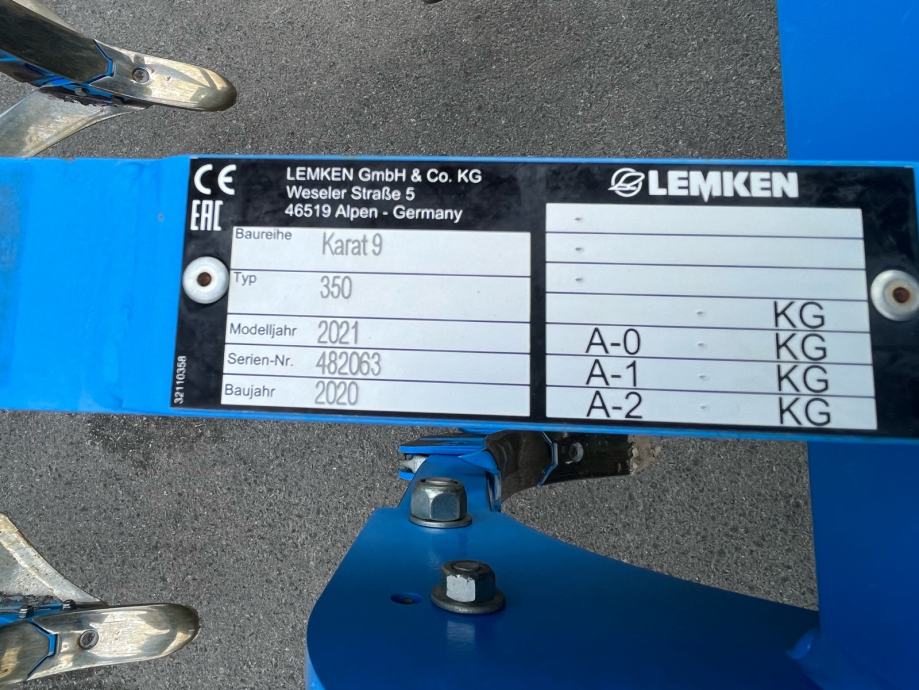 CE
EAC
LEMKEN GmbH & Co. KG
Weseler Straße 5
46519 Alpen - Germany
Baureihe Karat 9
Typ 350
Modelljahr 2021
Serien-Nr. 482063
Baujahr 2020
32110358
LEMKEN
-
-
-
- KG
A-0 - KG
A-1 - KG
A-2 - KG